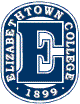 ELIZABETHTOWN COLLEGE
E
• 1899 •